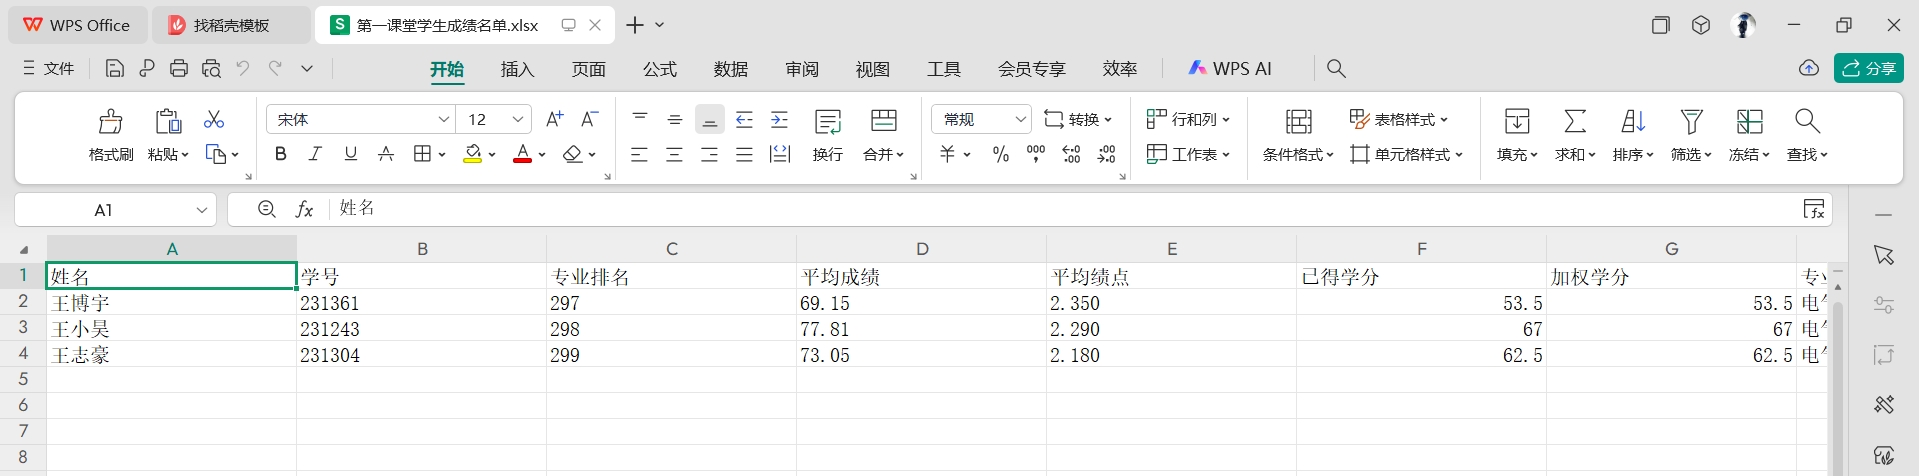 WPS Office 找稻壳模板 第一课堂学生成绩名单.xlsx
文件 开始 插入 页面 公式 数据 审阅 视图 工具 会员专享 效率 WPS AI 分享
宋体 12 A+ A- 常规 转换 行和列 表格样式
格式刷 粘贴 B I U A A 换行 合并 % 000 工作表 条件格式 单元格样式 填充 求和 排序 筛选 冻结 查找
A1 fx 姓名
A B C D E F G
1 姓名 学号 专业排名 平均成绩 平均绩点 已得学分 加权学分
2 王博宇 231361 297 69.15 2.350 53.5 53.5 电
3 王小昊 231243 298 77.81 2.290 67 67 电
4 王志豪 231304 299 73.05 2.180 62.5 62.5 电
5
6
7
8